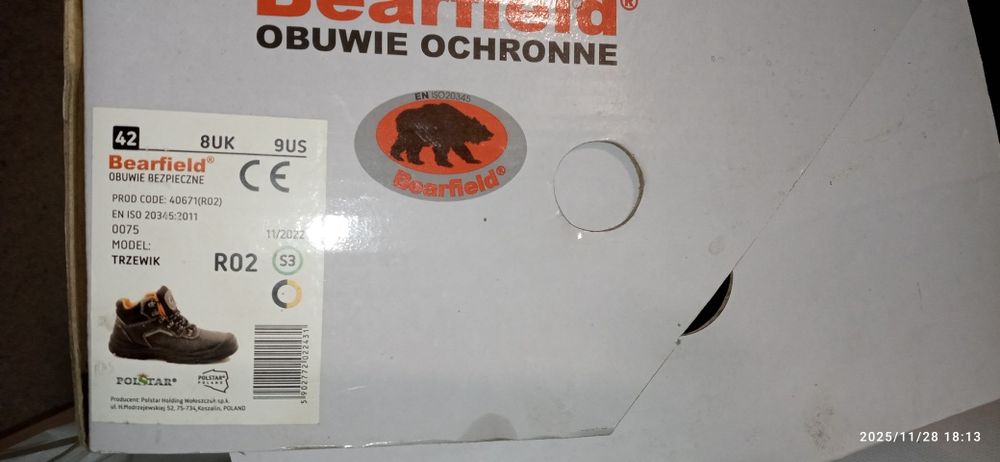 Bearfield®
OBUWIE OCHRONNE
EN ISO20345
Bearfield®
42 8UK 9US
Bearfield®
OBUWIE BEZPIECZNE
CE
PROD CODE: 40671(R02)
EN ISO 20345:2011
0075
11/2022
MODEL:
TRZEWIK R02 S3
5902772022431
POLSTAR®
POLSTAR®
POLAND
Producent: Polstar Holding Wołoszczuk sp.k.
ul. H.Modrzejewskiej 52, 75-734, Koszalin, POLAND
2025/11/28 18:13